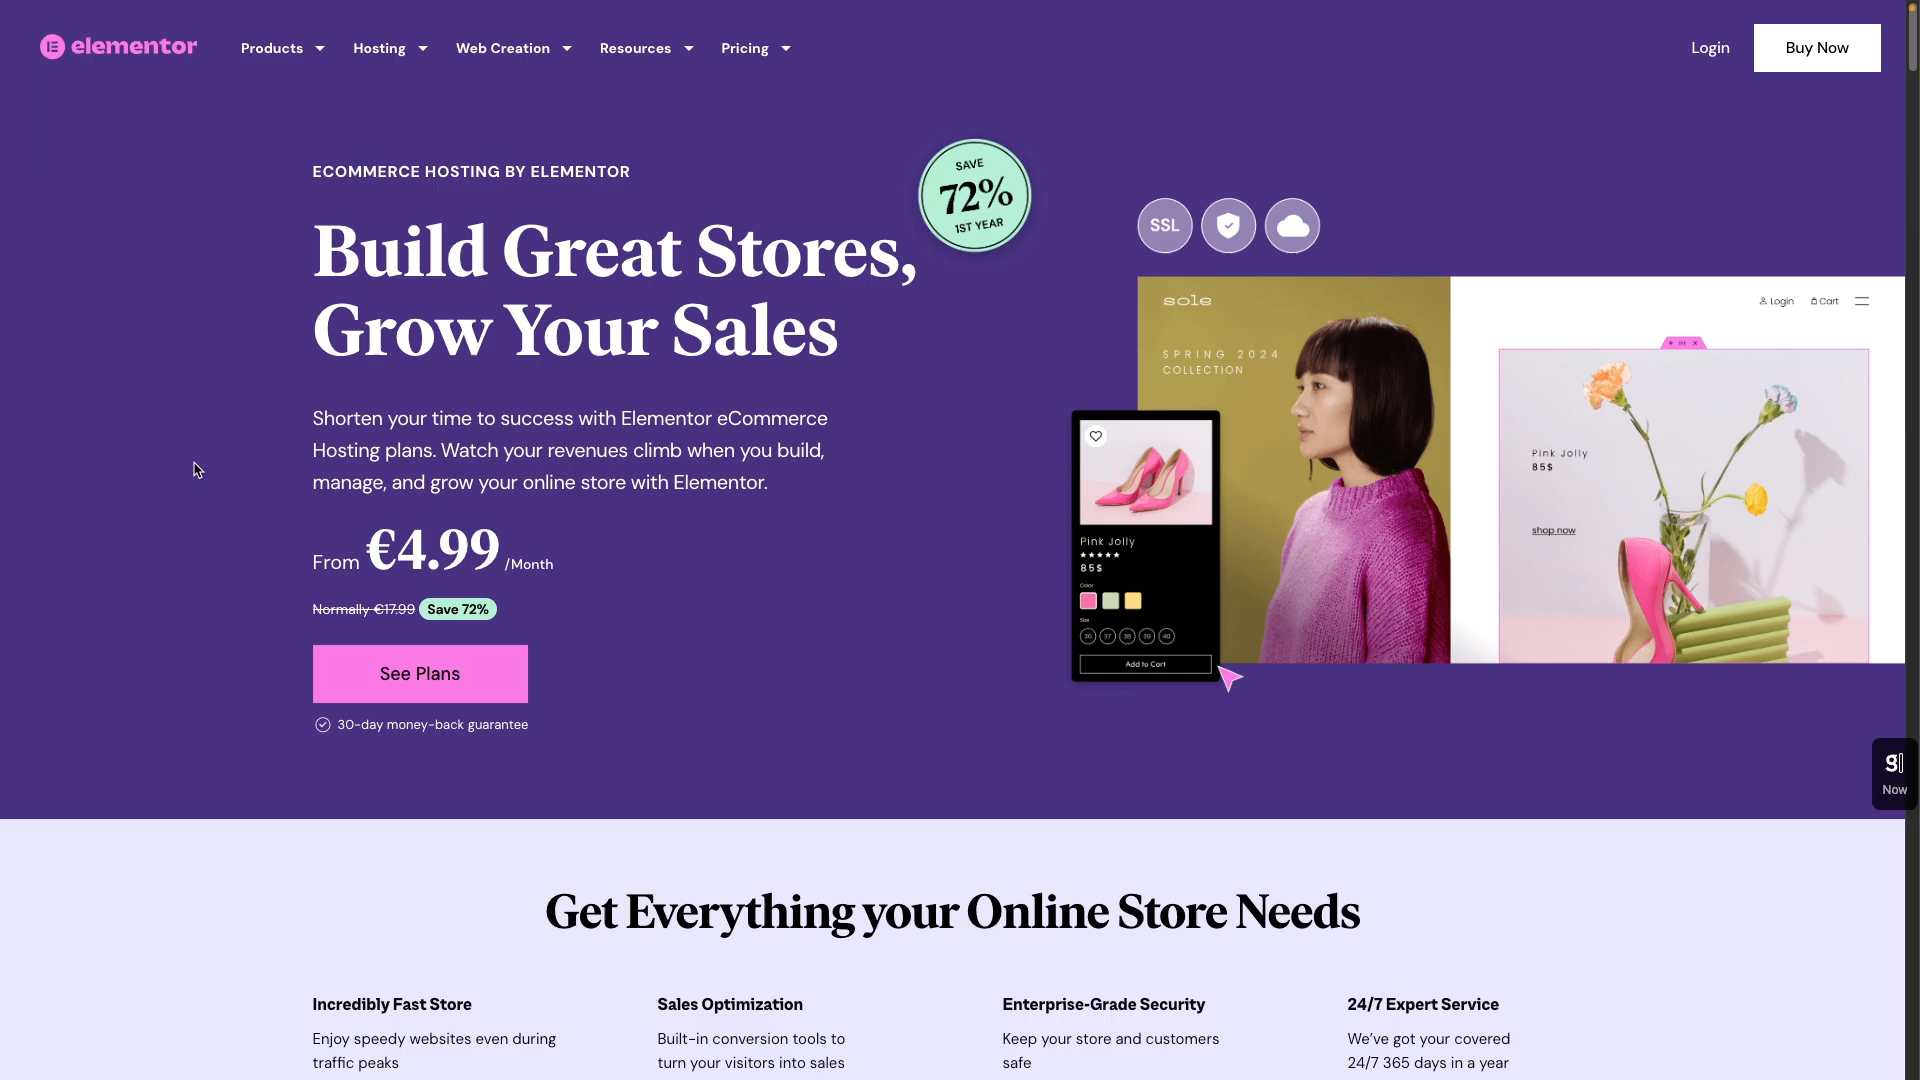 elementor
Products
Hosting
Web Creation
Resources
Pricing
Login
Buy Now
ECOMMERCE HOSTING BY ELEMENTOR
Build Great Stores,
Grow Your Sales
SAVE
72%
1ST YEAR
Shorten your time to success with Elementor eCommerce
Hosting plans. Watch your revenues climb when you build,
manage, and grow your online store with Elementor.
From €4.99 /Month
Normally €17.99 Save 72%
See Plans
30-day money-back guarantee
SSL
sole
Login
Cart
SPRING 2024
COLLECTION
Pink Jolly
85$
shop now
Pink Jolly
85$
Color
Size
36 37 38 39 40
Add to Cart
g
Now
Get Everything your Online Store Needs
Incredibly Fast Store
Enjoy speedy websites even during
traffic peaks
Sales Optimization
Built-in conversion tools to
turn your visitors into sales
Enterprise-Grade Security
Keep your store and customers
safe
24/7 Expert Service
We’ve got your covered
24/7 365 days in a year